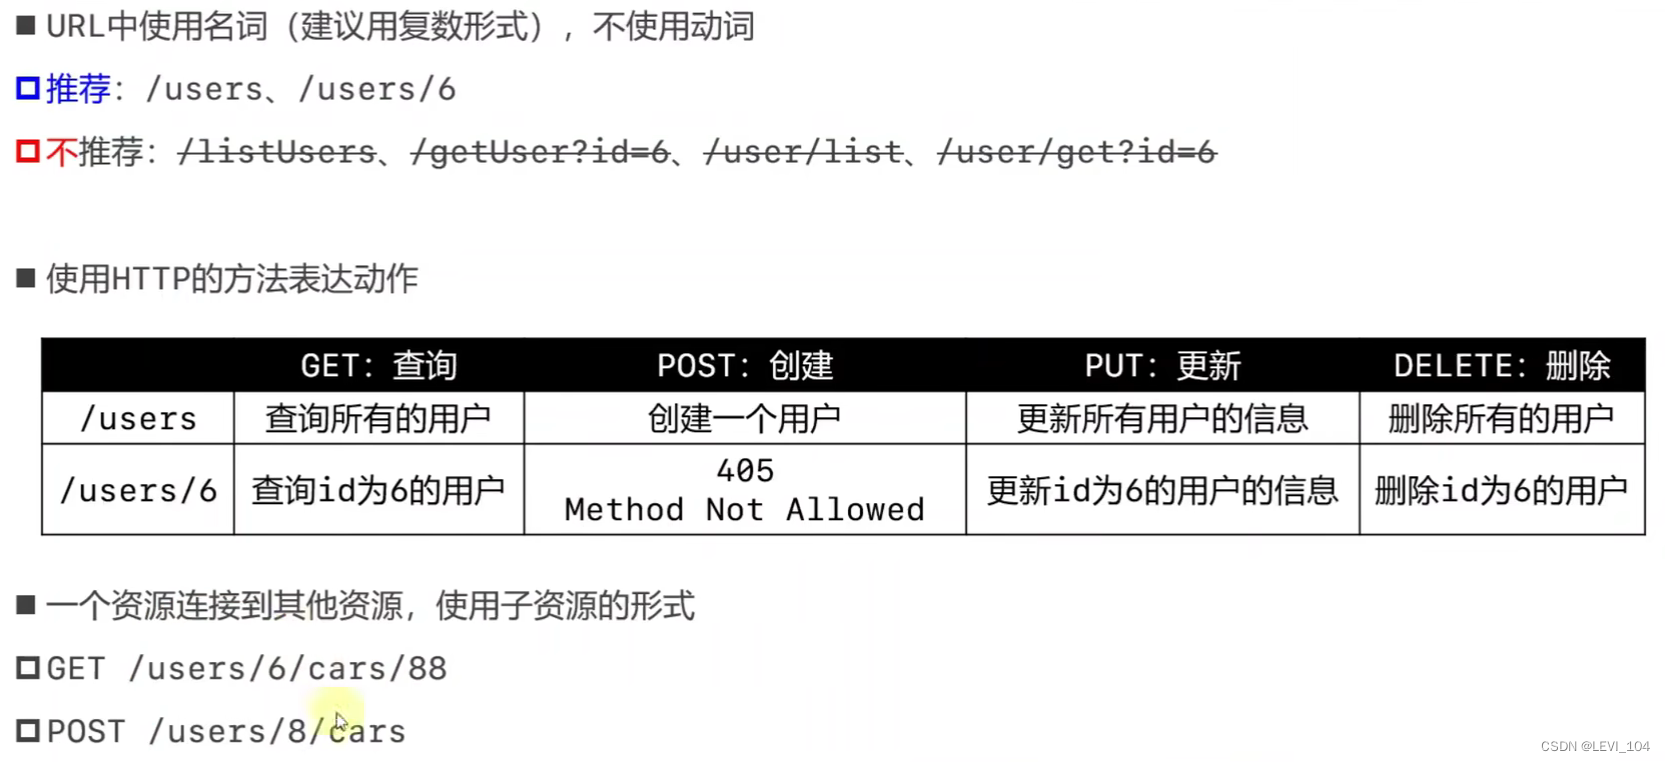 ■ URL中使用名词（建议用复数形式），不使用动词
推荐：/users、/users/6
不推荐：/listUsers、/getUser?id=6、/user/list、/user/get?id=6
■ 使用HTTP的方法表达动作
GET：查询 POST：创建 PUT：更新 DELETE：删除
/users 查询所有的用户 创建一个用户 更新所有用户的信息 删除所有的用户
/users/6 查询id为6的用户 405 Method Not Allowed 更新id为6的用户的信息 删除id为6的用户
■ 一个资源连接到其他资源，使用子资源的形式
GET /users/6/cars/88
POST /users/8/cars
CSDN @LEVI_104